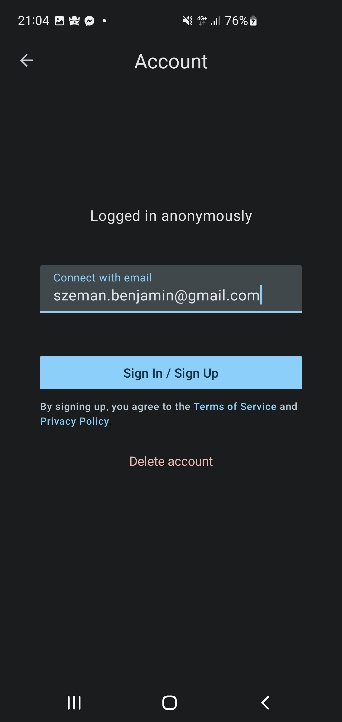 21:04 76%
Account
Logged in anonymously
Connect with email
szeman.benjamin@gmail.com
Sign In / Sign Up
By signing up, you agree to the Terms of Service and
Privacy Policy
Delete account